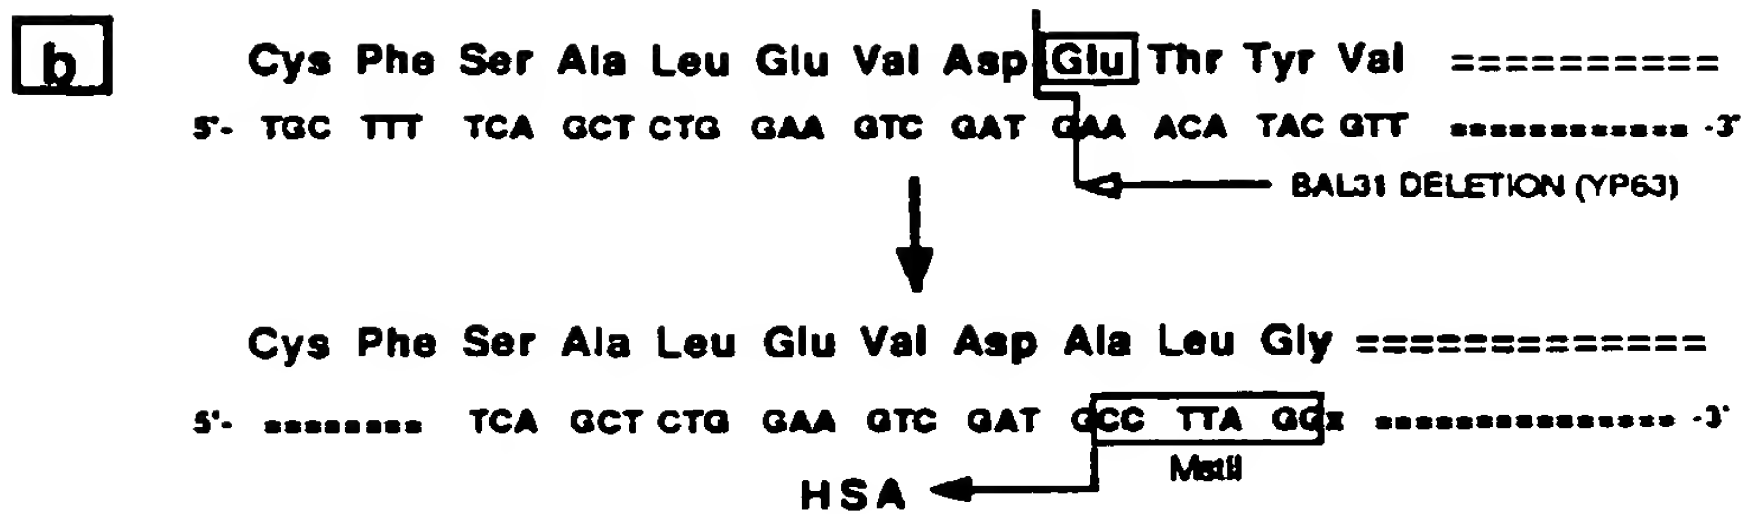 b
Cys Phe Ser Ala Leu Glu Val Asp Glu Thr Tyr Val ==========
5'- TGC TTT TCA GCT CTG GAA GTC GAT GAA ACA TAC GTT ------------ -3'
BAL31 DELETION (YP63)
Cys Phe Ser Ala Leu Glu Val Asp Ala Leu Gly =============
5'- -------- TCA GCT CTG GAA GTC GAT GCC TTA GGx --------------- -3'
MstII
HSA